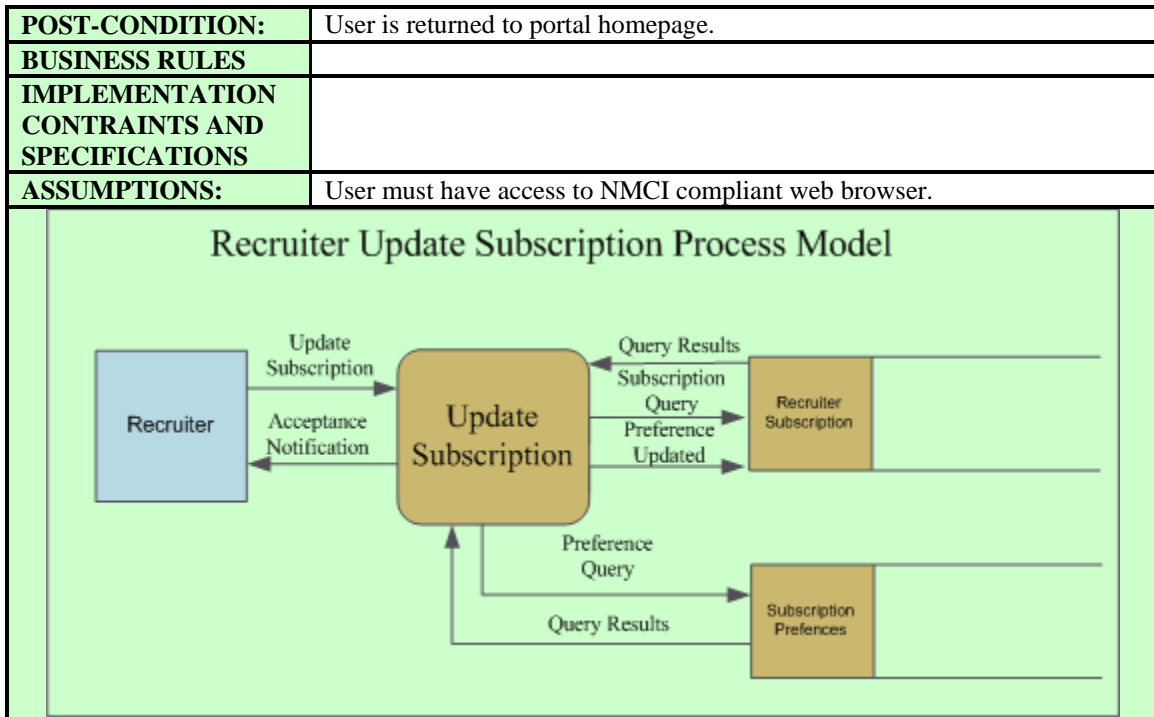 POST-CONDITION: User is returned to portal homepage.
BUSINESS RULES
IMPLEMENTATION
CONTRAINTS AND
SPECIFICATIONS
ASSUMPTIONS: User must have access to NMCI compliant web browser.
Recruiter Update Subscription Process Model
Recruiter
Update
Subscription
Acceptance
Notification
Update
Subscription
Query Results
Subscription
Query
Preference
Updated
Recruiter
Subscription
Preference
Query
Query Results
Subscription
Prefences